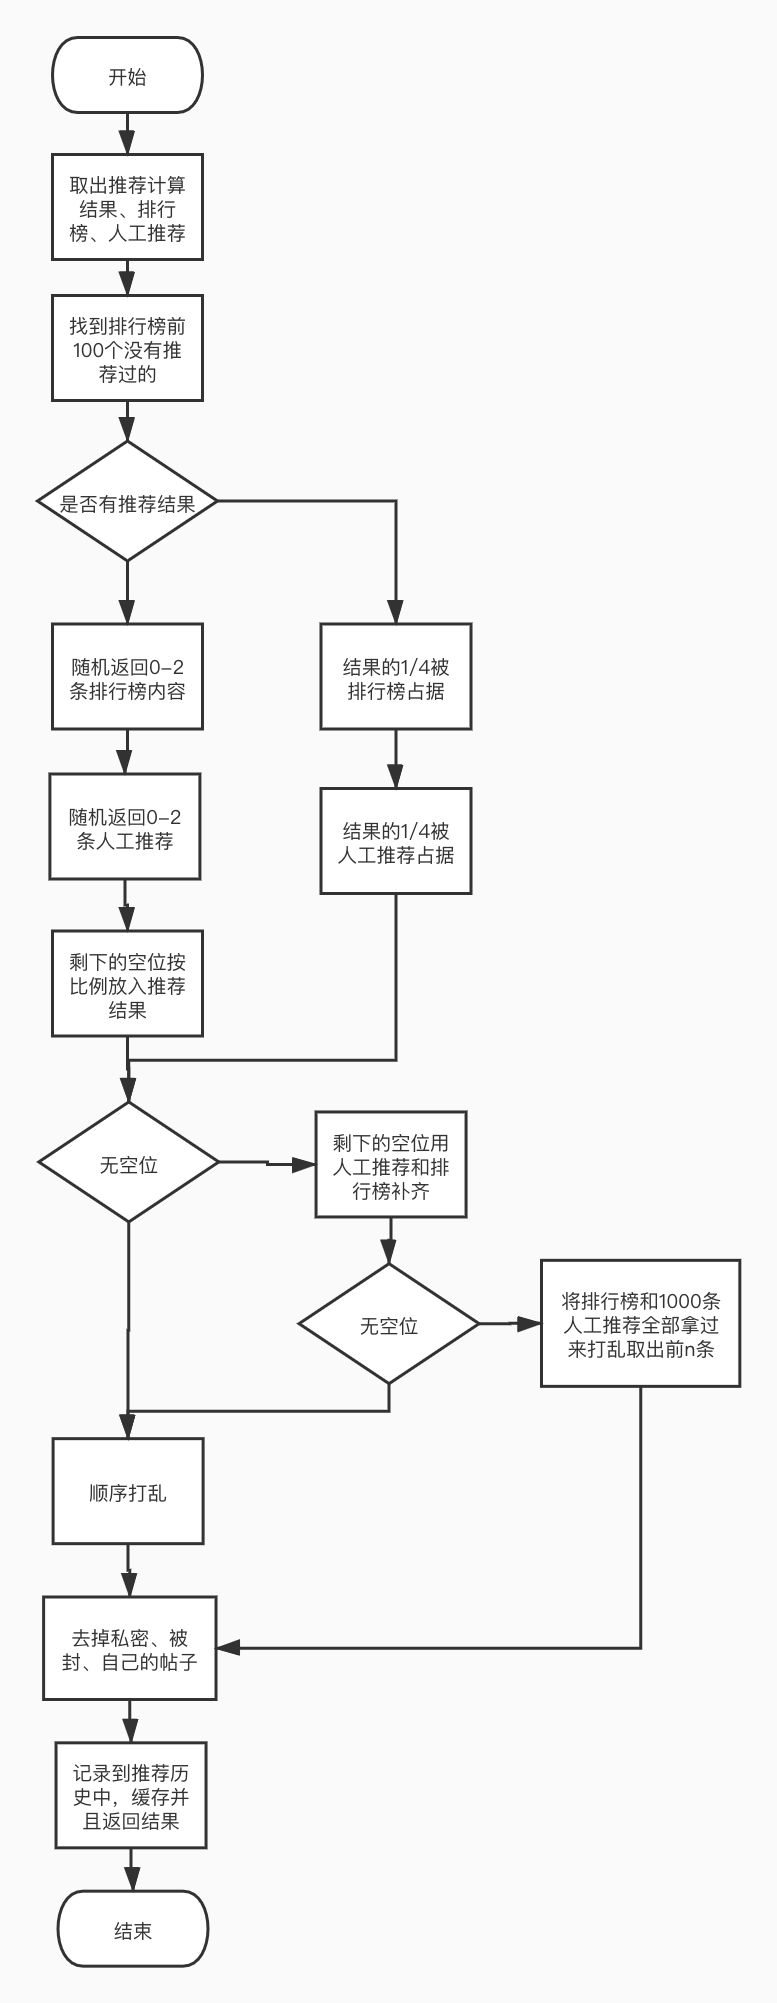 开始
取出推荐计算
结果、排行
榜、人工推荐
找到排行榜前
100个没有推
荐过的
是否有推荐结果
随机返回0-2
条排行榜内容
结果的1/4被
排行榜占据
随机返回0-2
条人工推荐
结果的1/4被
人工推荐占据
剩下的空位按
比例放入推荐
结果
无空位
剩下的空位用
人工推荐和排
行榜补齐
无空位
将排行榜和1000条
人工推荐全部拿过
来打乱取出前n条
顺序打乱
去掉私密、被
封、自己的帖子
记录到推荐历
史中，缓存并
且返回结果
结束